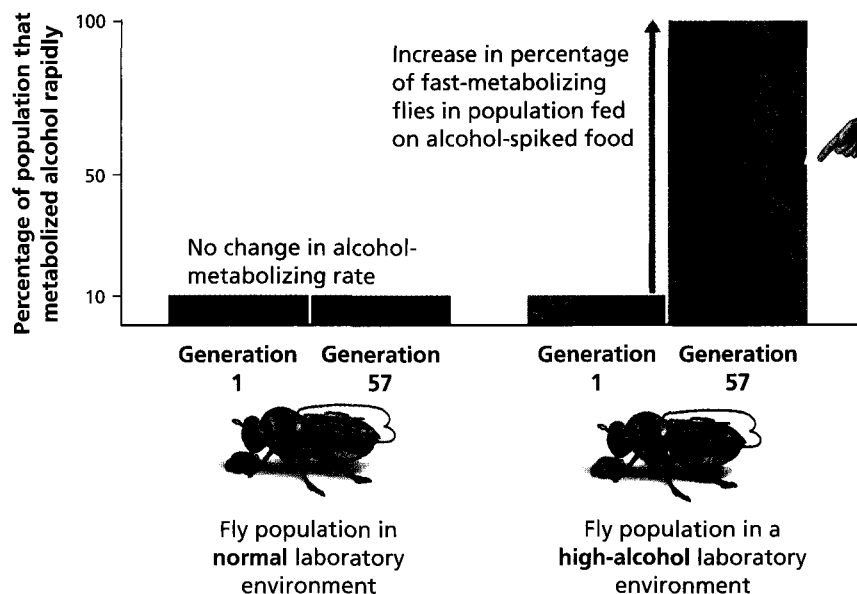 Percentage of population that
metabolized alcohol rapidly
100
50
10
Increase in percentage
of fast-metabolizing
flies in population fed
on alcohol-spiked food
No change in alcohol-
metabolizing rate
Generation
1
Generation
57
Generation
1
Generation
57
Fly population in
normal laboratory
environment
Fly population in a
high-alcohol laboratory
environment